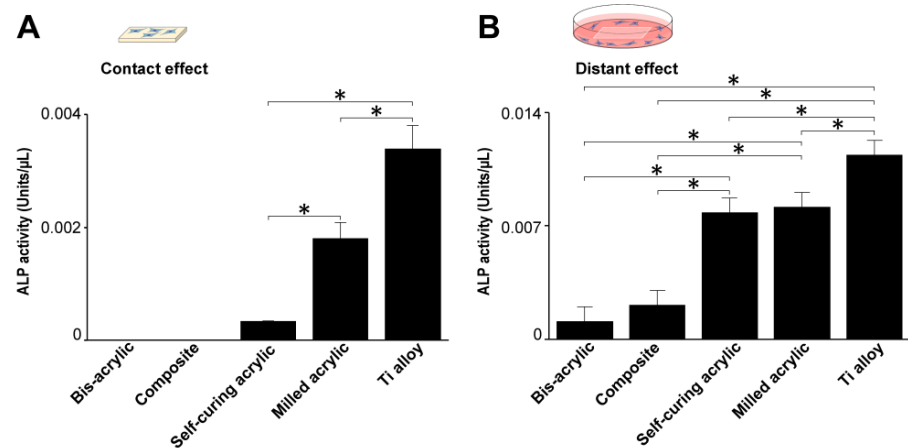 A
Contact effect
ALP activity (Units/µL)
0.004
0.002
0
*
*
*
Bis-acrylic
Composite
Self-curing acrylic
Milled acrylic
Ti alloy
B
Distant effect
ALP activity (Units/µL)
0.014
0.007
0
*
*
*
*
*
*
*
*
Bis-acrylic
Composite
Self-curing acrylic
Milled acrylic
Ti alloy